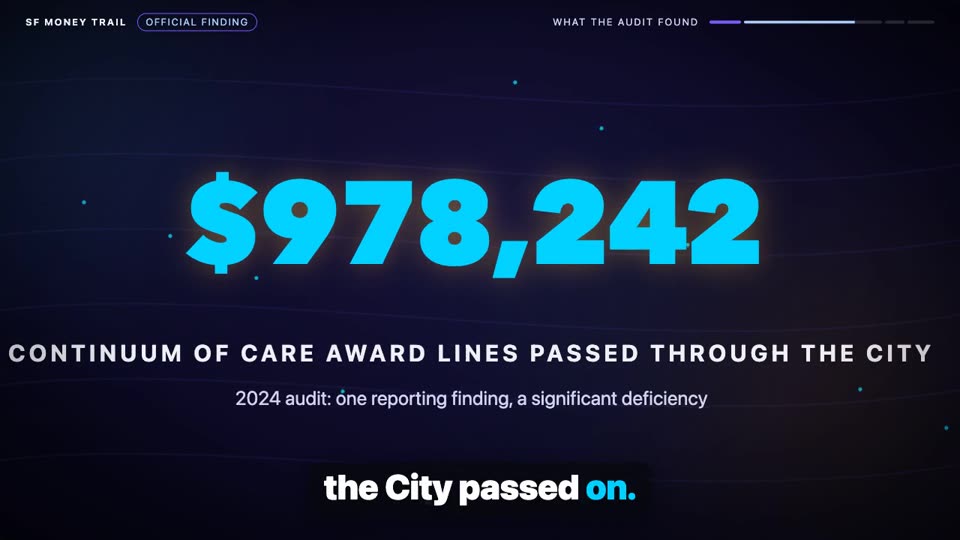 SF MONEY TRAIL
OFFICIAL FINDING
WHAT THE AUDIT FOUND
$978,242
CONTINUUM OF CARE AWARD LINES PASSED THROUGH THE CITY
2024 audit: one reporting finding, a significant deficiency
the City passed on.